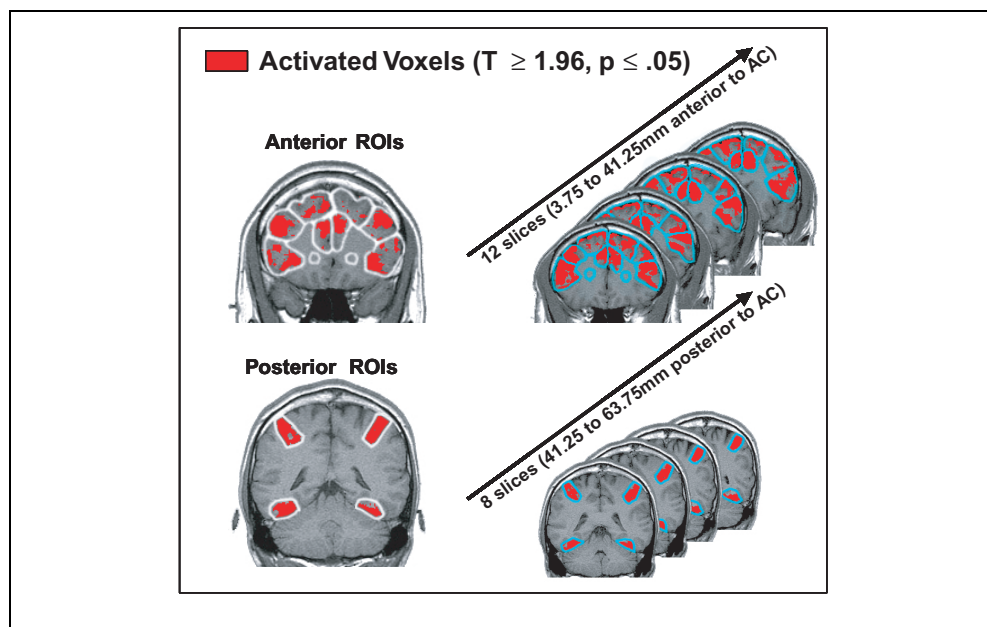 Activated Voxels (T ≥ 1.96, p ≤ .05)
Anterior ROIs
12 slices (3.75 to 41.25mm anterior to AC)
Posterior ROIs
8 slices (41.25 to 63.75mm posterior to AC)